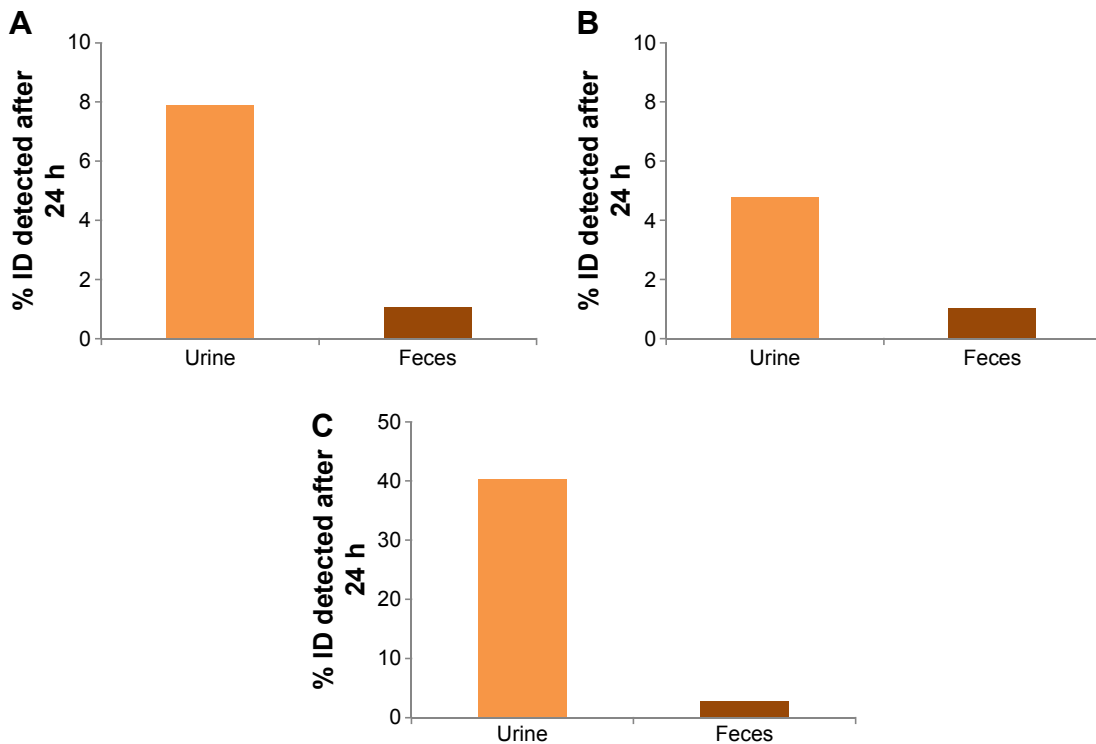 A
% ID detected after
24 h
10
8
6
4
2
0
Urine
Feces
B
% ID detected after
24 h
10
8
6
4
2
0
Urine
Feces
C
% ID detected after
24 h
50
40
30
20
10
0
Urine
Feces